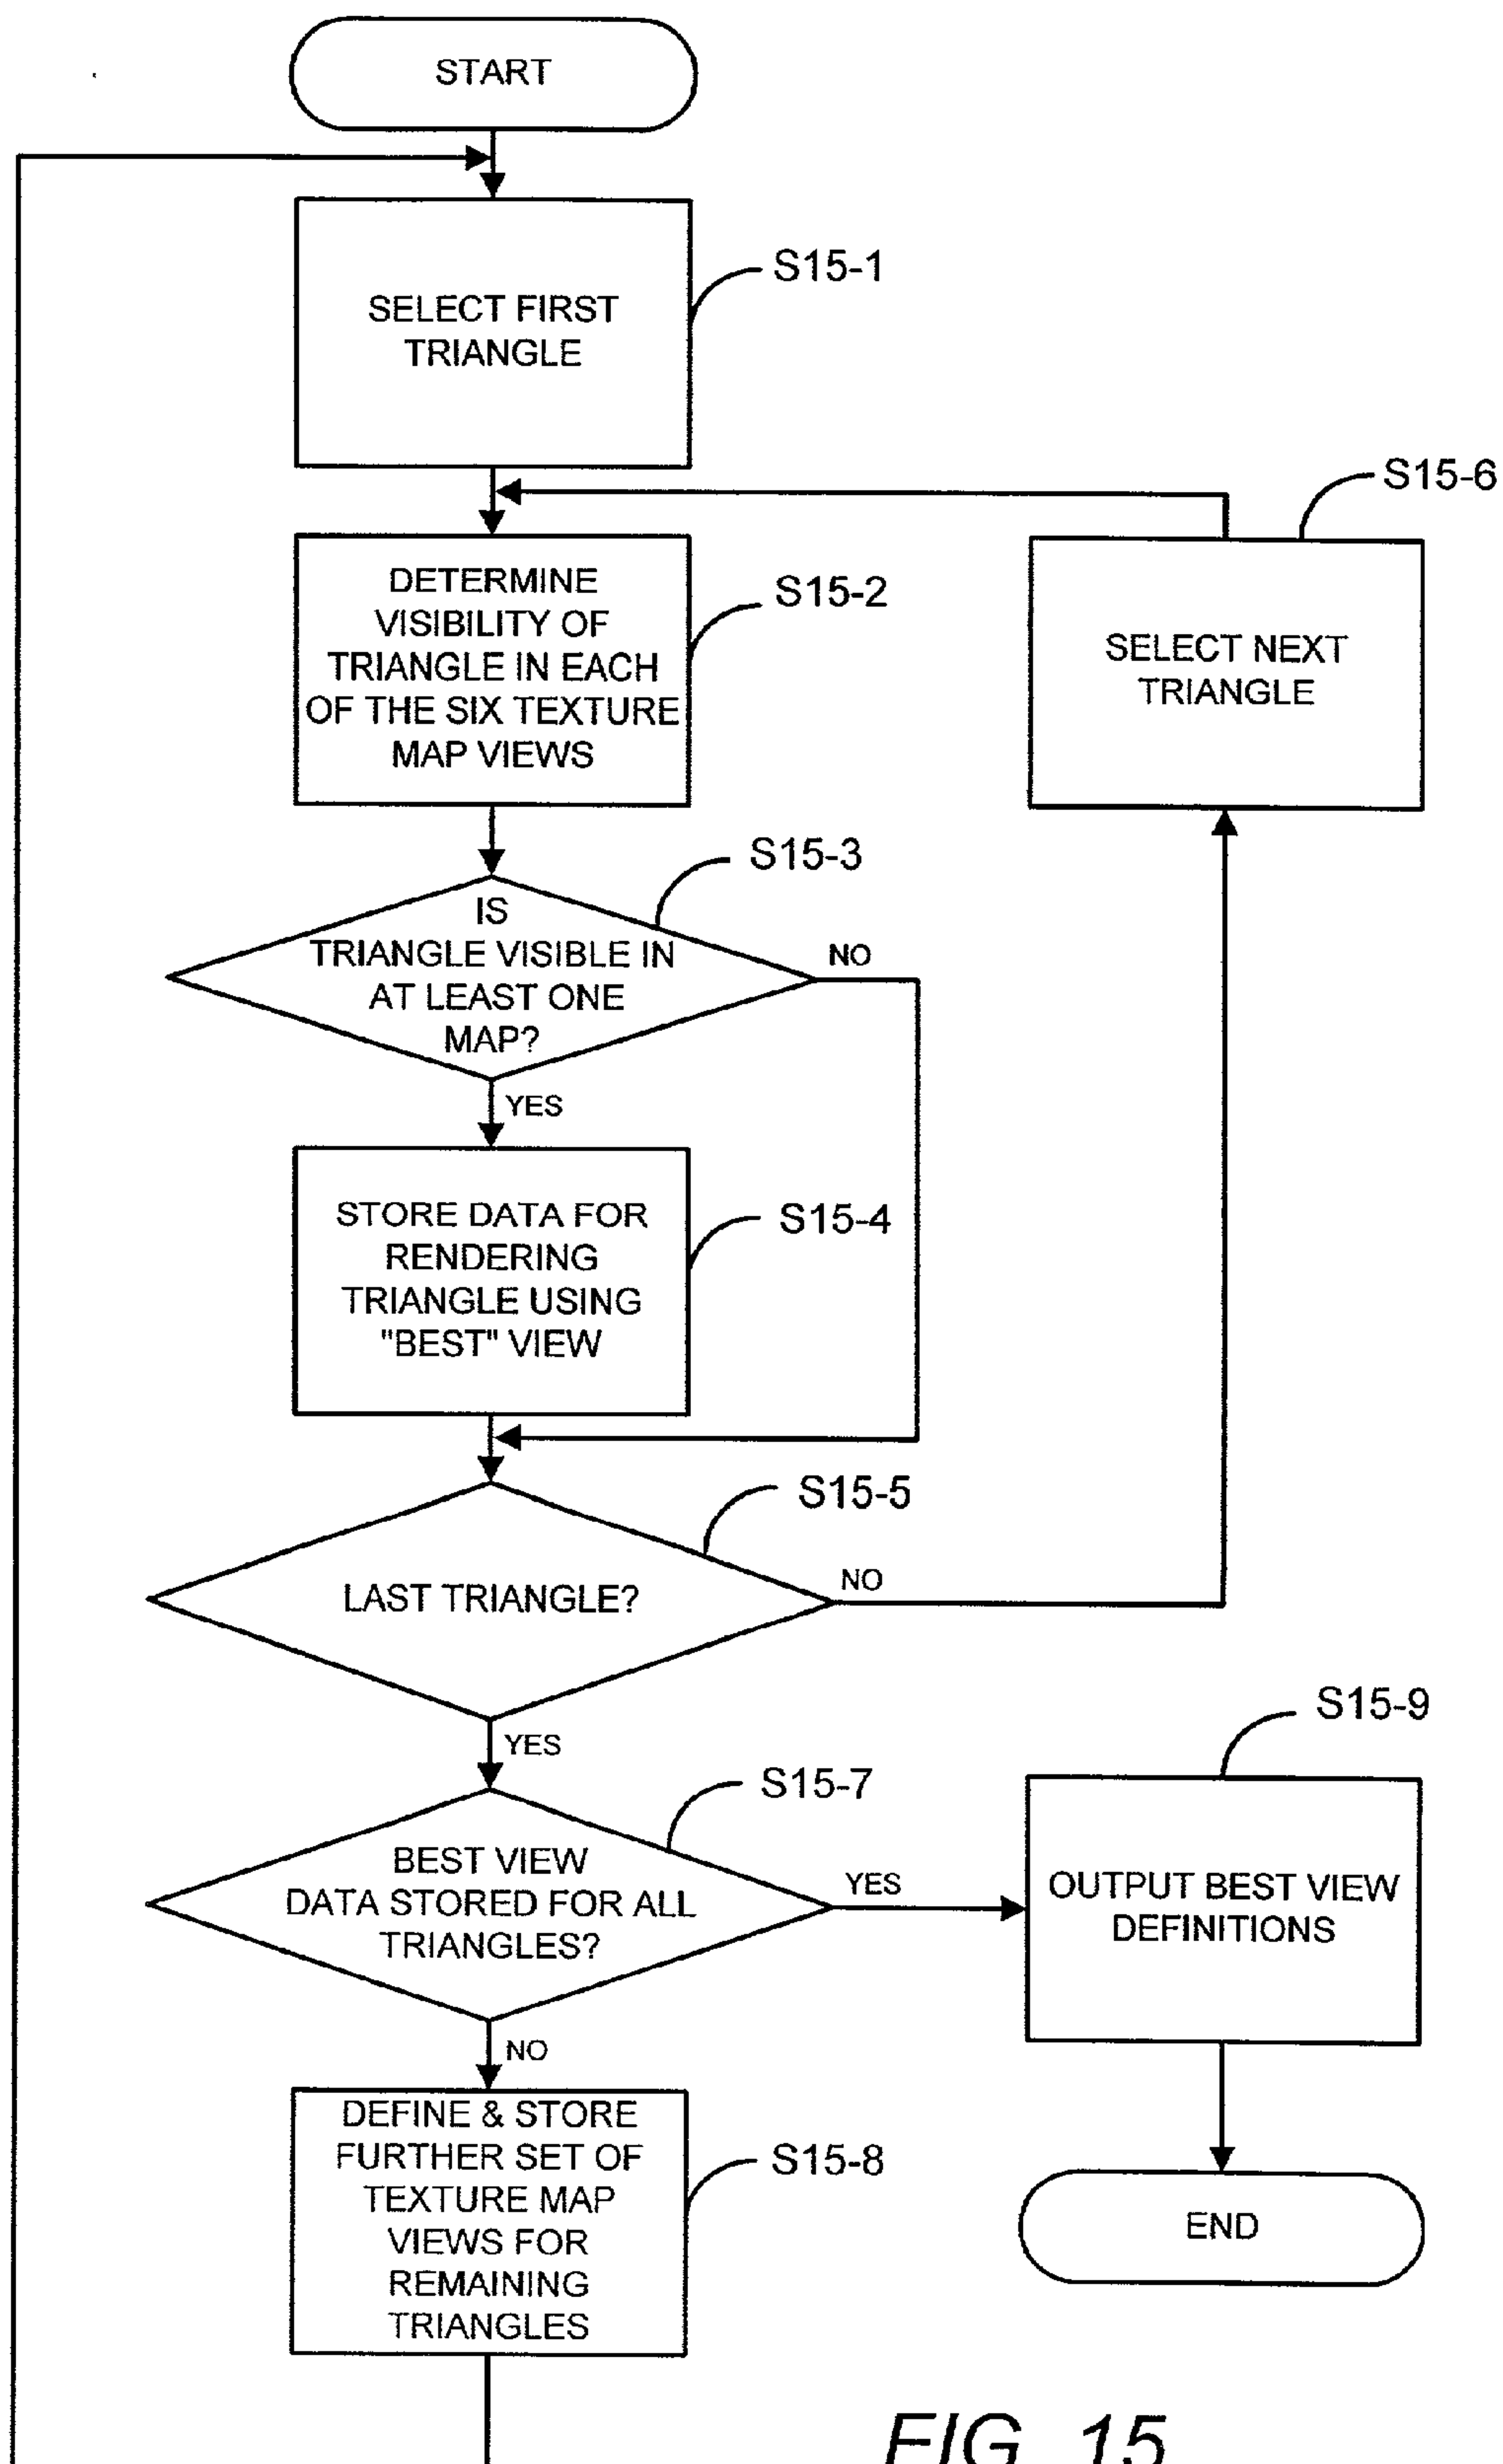 START
S15-1
SELECT FIRST
TRIANGLE
S15-6
DETERMINE
VISIBILITY OF
TRIANGLE IN EACH
OF THE SIX TEXTURE
MAP VIEWS
S15-2
SELECT NEXT
TRIANGLE
S15-3
IS
TRIANGLE VISIBLE IN
AT LEAST ONE
MAP?
NO
YES
STORE DATA FOR
RENDERING
TRIANGLE USING
"BEST" VIEW
S15-4
S15-5
LAST TRIANGLE?
NO
YES
S15-9
S15-7
BEST VIEW
DATA STORED FOR ALL
TRIANGLES?
YES
OUTPUT BEST VIEW
DEFINITIONS
NO
DEFINE & STORE
FURTHER SET OF
TEXTURE MAP
VIEWS FOR
REMAINING
TRIANGLES
S15-8
END
FIG. 15